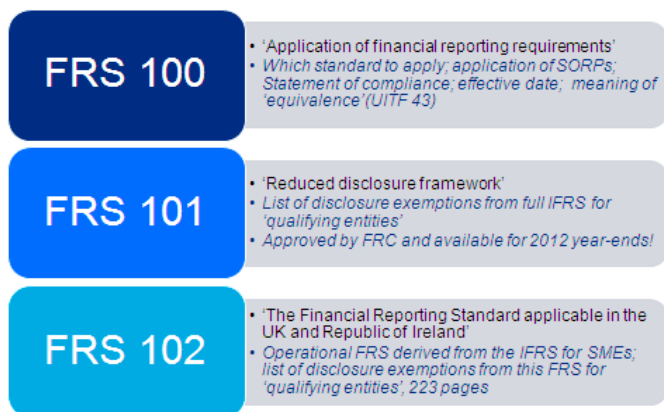 FRS 100
• ‘Application of financial reporting requirements’
• Which standard to apply; application of SORPs;
Statement of compliance; effective date; meaning of
‘equivalence’(UITF 43)
FRS 101
• ‘Reduced disclosure framework’
• List of disclosure exemptions from full IFRS for
‘qualifying entities’
• Approved by FRC and available for 2012 year-ends!
FRS 102
• ‘The Financial Reporting Standard applicable in the
UK and Republic of Ireland’
• Operational FRS derived from the IFRS for SMEs;
list of disclosure exemptions from this FRS for
‘qualifying entities’, 223 pages